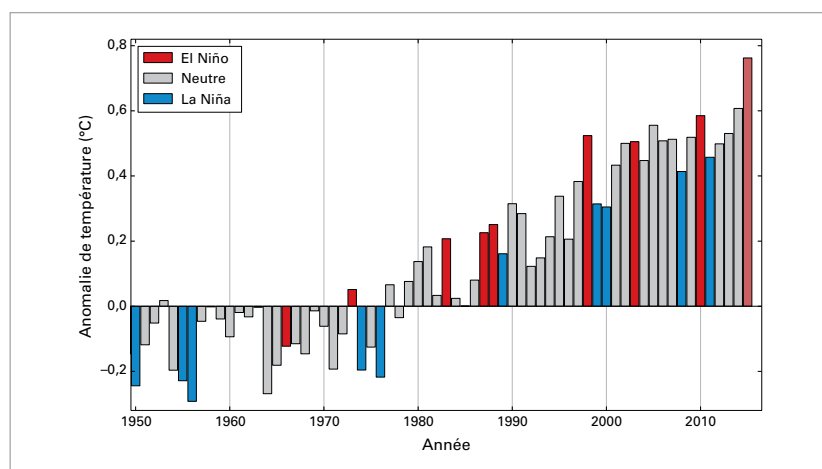 El Niño
Neutre
La Niña
Anomalie de température (°C)
0,8
0,6
0,4
0,2
0,0
–0,2
1950 1960 1970 1980 1990 2000 2010
Année